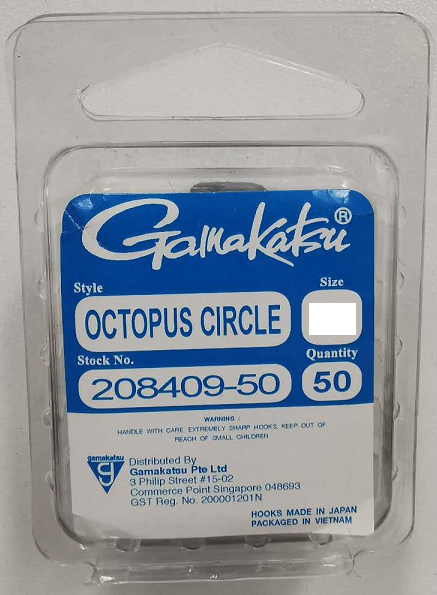 Gamakatsu®
Style
Size
OCTOPUS CIRCLE
Stock No.
Quantity
208409-50
50
WARNING :
HANDLE WITH CARE, EXTREMELY SHARP HOOKS, KEEP OUT OF
REACH OF SMALL CHILDREN
gamakatsu
Distributed By
Gamakatsu Pte Ltd
3 Philip Street #15-02
Commerce Point Singapore 048693
GST Reg. No. 200001201N
HOOKS MADE IN JAPAN
PACKAGED IN VIETNAM